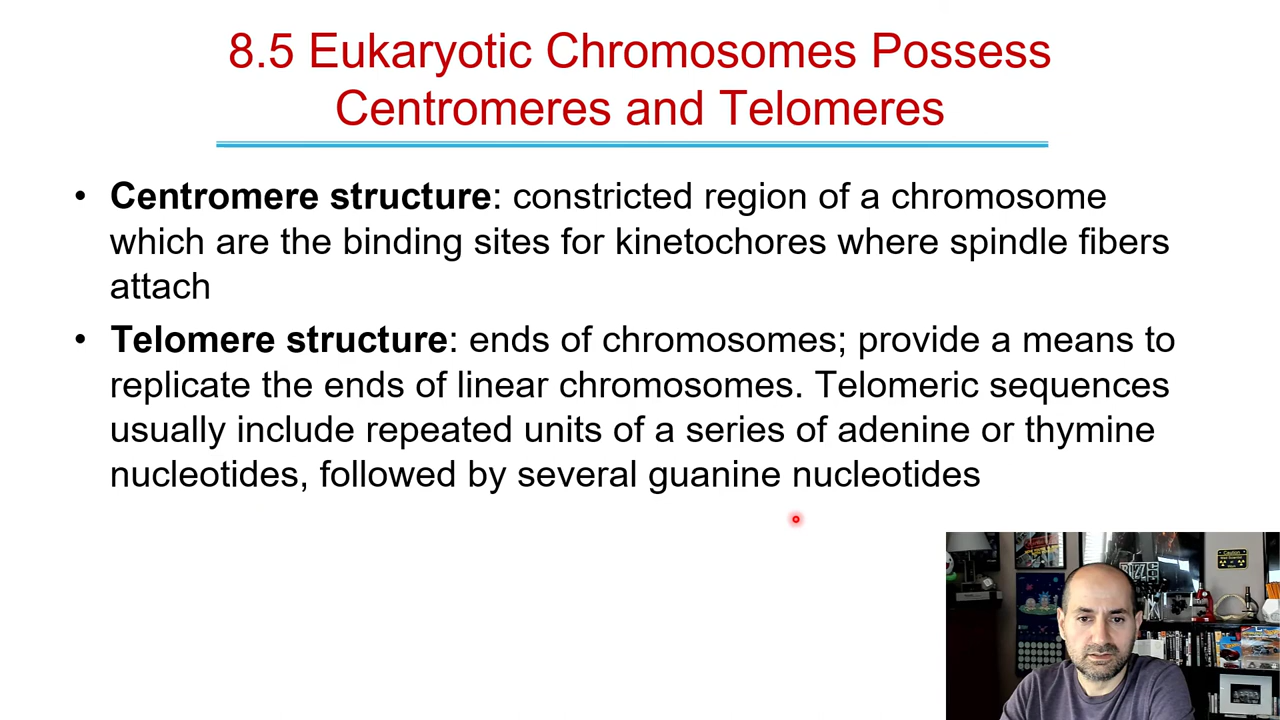 8.5 Eukaryotic Chromosomes Possess
Centromeres and Telomeres
• Centromere structure: constricted region of a chromosome
which are the binding sites for kinetochores where spindle fibers
attach
• Telomere structure: ends of chromosomes; provide a means to
replicate the ends of linear chromosomes. Telomeric sequences
usually include repeated units of a series of adenine or thymine
nucleotides, followed by several guanine nucleotides
Caution